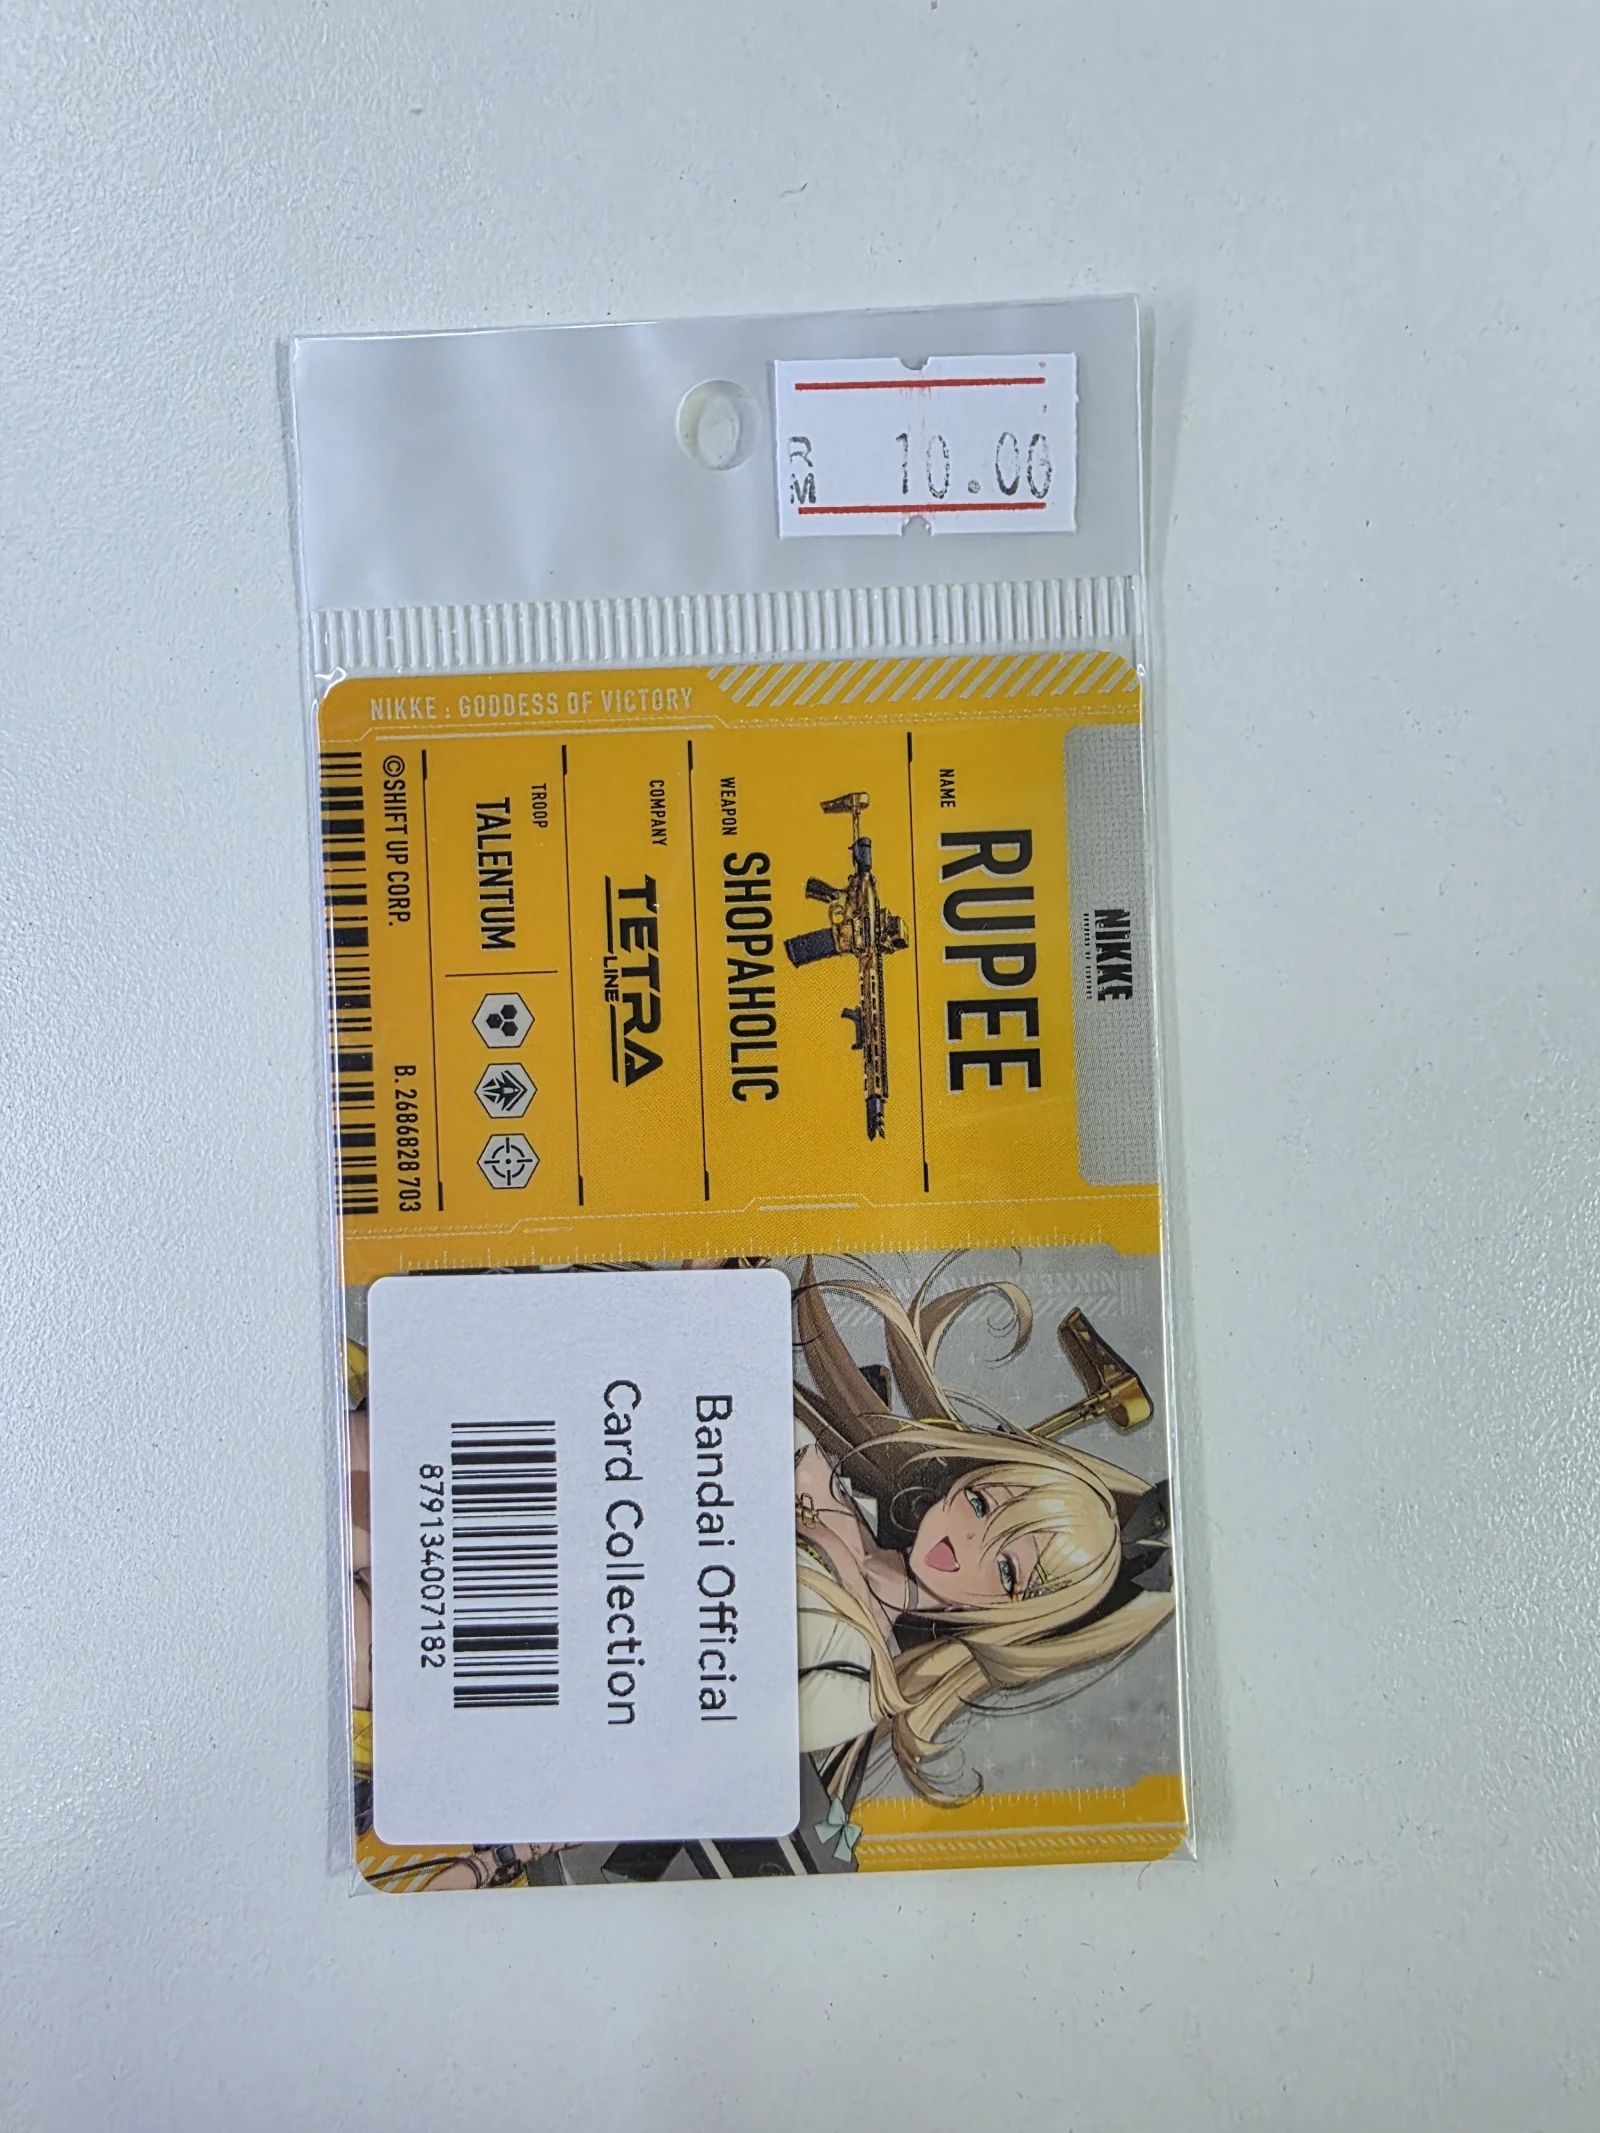 RM 10.00
NIKKE : GODDESS OF VICTORY
NIKKE
NAME RUPEE
WEAPON SHOPAHOLIC
COMPANY TETRA
LINE
TROOP TALENTUM
©SHIFT UP CORP. B. 2686828 703
Bandai Official
Card Collection
8791340071 82